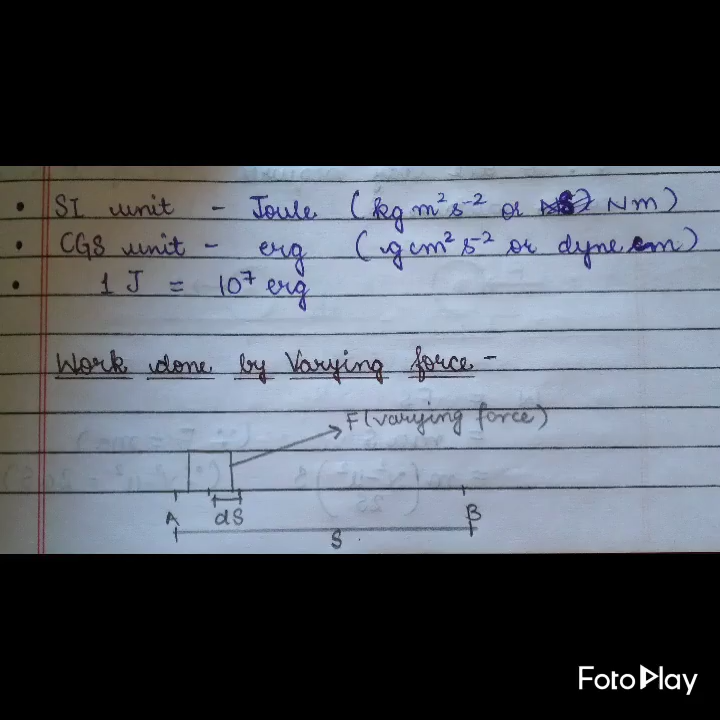 • SI unit - Joule (kg m² s⁻² or Nm)
• CGS unit - erg (g cm² s⁻² or dyne cm)
• 1 J = 10⁷ erg
Work done by Varying force -
F (varying force)
A dS B
S
FotoPlay